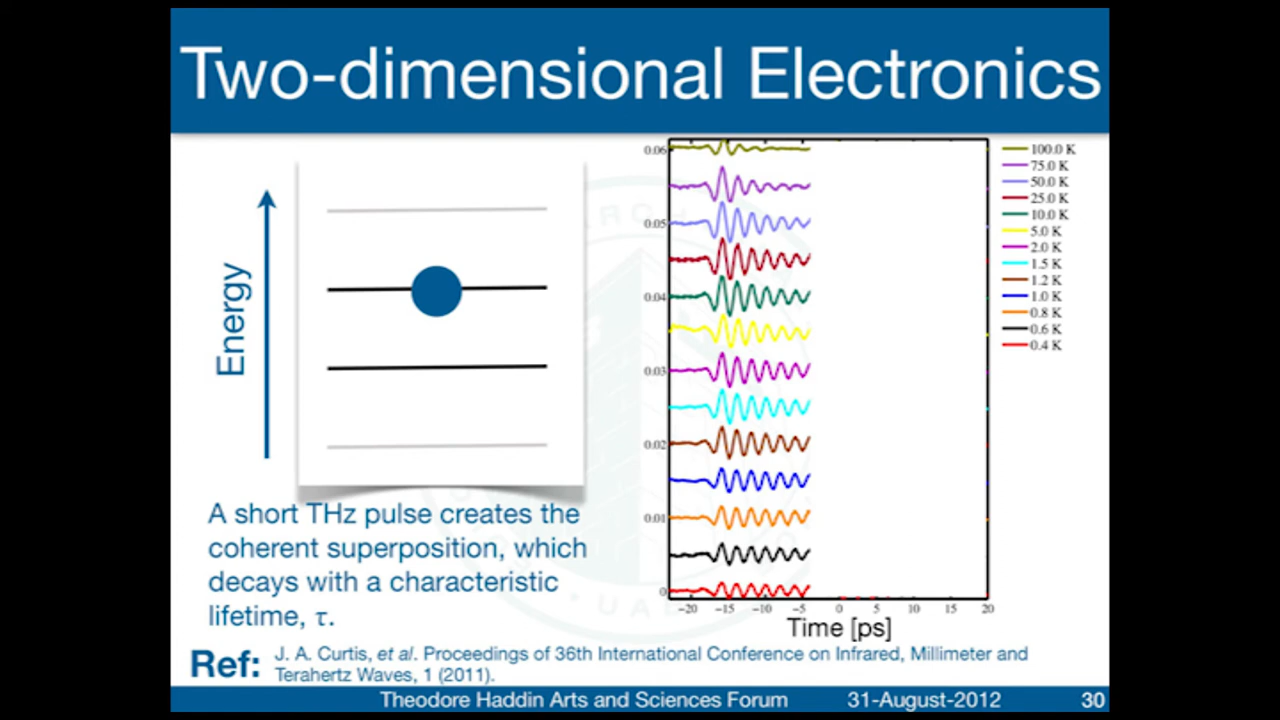 Two-dimensional Electronics
Energy
A short THz pulse creates the
coherent superposition, which
decays with a characteristic
lifetime, τ.
0.06
0.05
0.04
0.03
0.02
0.01
0
−20 −15 −10 −5 0 5 10 15 20
Time [ps]
100.0 K
75.0 K
50.0 K
25.0 K
10.0 K
5.0 K
2.0 K
1.5 K
1.2 K
1.0 K
0.8 K
0.6 K
0.4 K
Ref: J. A. Curtis, et al. Proceedings of 36th International Conference on Infrared, Millimeter and
Terahertz Waves, 1 (2011).
Theodore Haddin Arts and Sciences Forum 31-August-2012 30